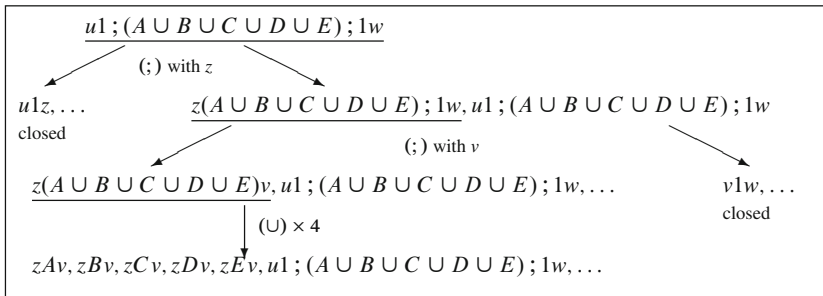 u1 ; (A ∪ B ∪ C ∪ D ∪ E) ; 1w
(;) with z
u1z, . . .
z(A ∪ B ∪ C ∪ D ∪ E) ; 1w, u1 ; (A ∪ B ∪ C ∪ D ∪ E) ; 1w
closed
(;) with v
z(A ∪ B ∪ C ∪ D ∪ E)v, u1 ; (A ∪ B ∪ C ∪ D ∪ E) ; 1w, . . .
v1w, . . .
closed
(∪) × 4
zAv, zBv, zCv, zDv, zEv, u1 ; (A ∪ B ∪ C ∪ D ∪ E) ; 1w, . . .